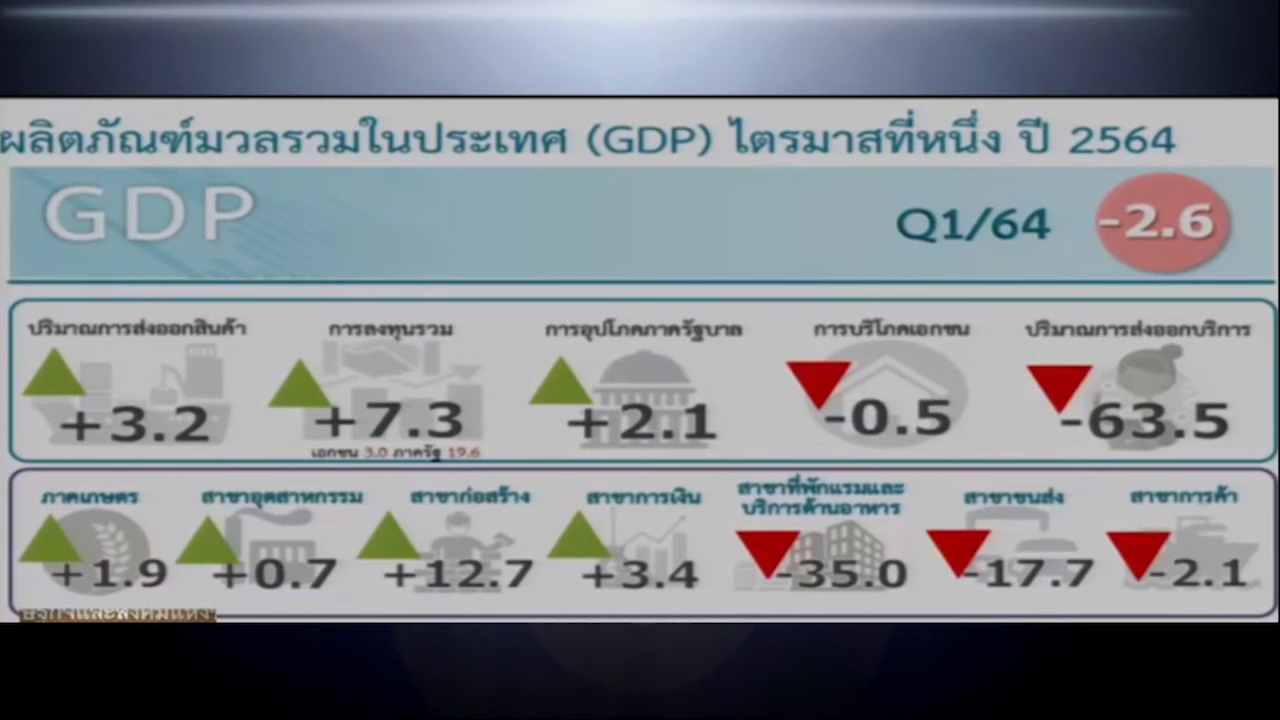 ผลิตภัณฑ์มวลรวมในประเทศ (GDP) ไตรมาสที่หนึ่ง ปี 2564
GDP Q1/64 -2.6
ปริมาณการส่งออกสินค้า การลงทุนรวม การอุปโภคภาครัฐบาล การบริโภคเอกชน ปริมาณการส่งออกบริการ
+3.2 +7.3 +2.1 -0.5 -63.5
เอกชน 3.0 ภาครัฐ 19.6
ภาคเกษตร สาขาอุตสาหกรรม สาขาก่อสร้าง สาขาการเงิน สาขาที่พักแรมและ สาขาขนส่ง สาขาการค้า
บริการด้านอาหาร
+1.9 +0.7 +12.7 +3.4 -35.0 -17.7 -2.1